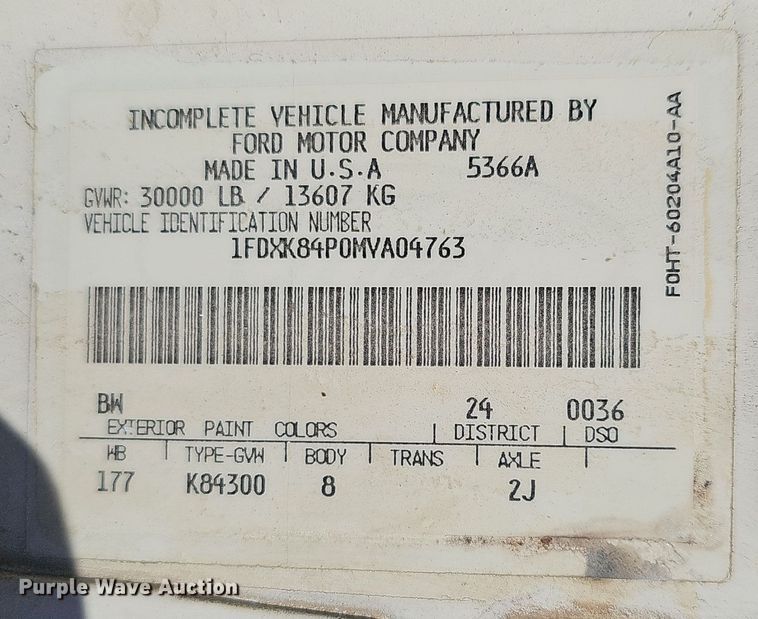 INCOMPLETE VEHICLE MANUFACTURED BY
FORD MOTOR COMPANY
MADE IN U.S.A 5366A
GVWR: 30000 LB / 13607 KG
VEHICLE IDENTIFICATION NUMBER
1FDXK84P0MVA04763
F0HT-60204A10-AA
BW 24 0036
EXTERIOR PAINT COLORS DISTRICT DSO
WB TYPE-GVW BODY TRANS AXLE
177 K84300 8 2J
Purple Wave Auction